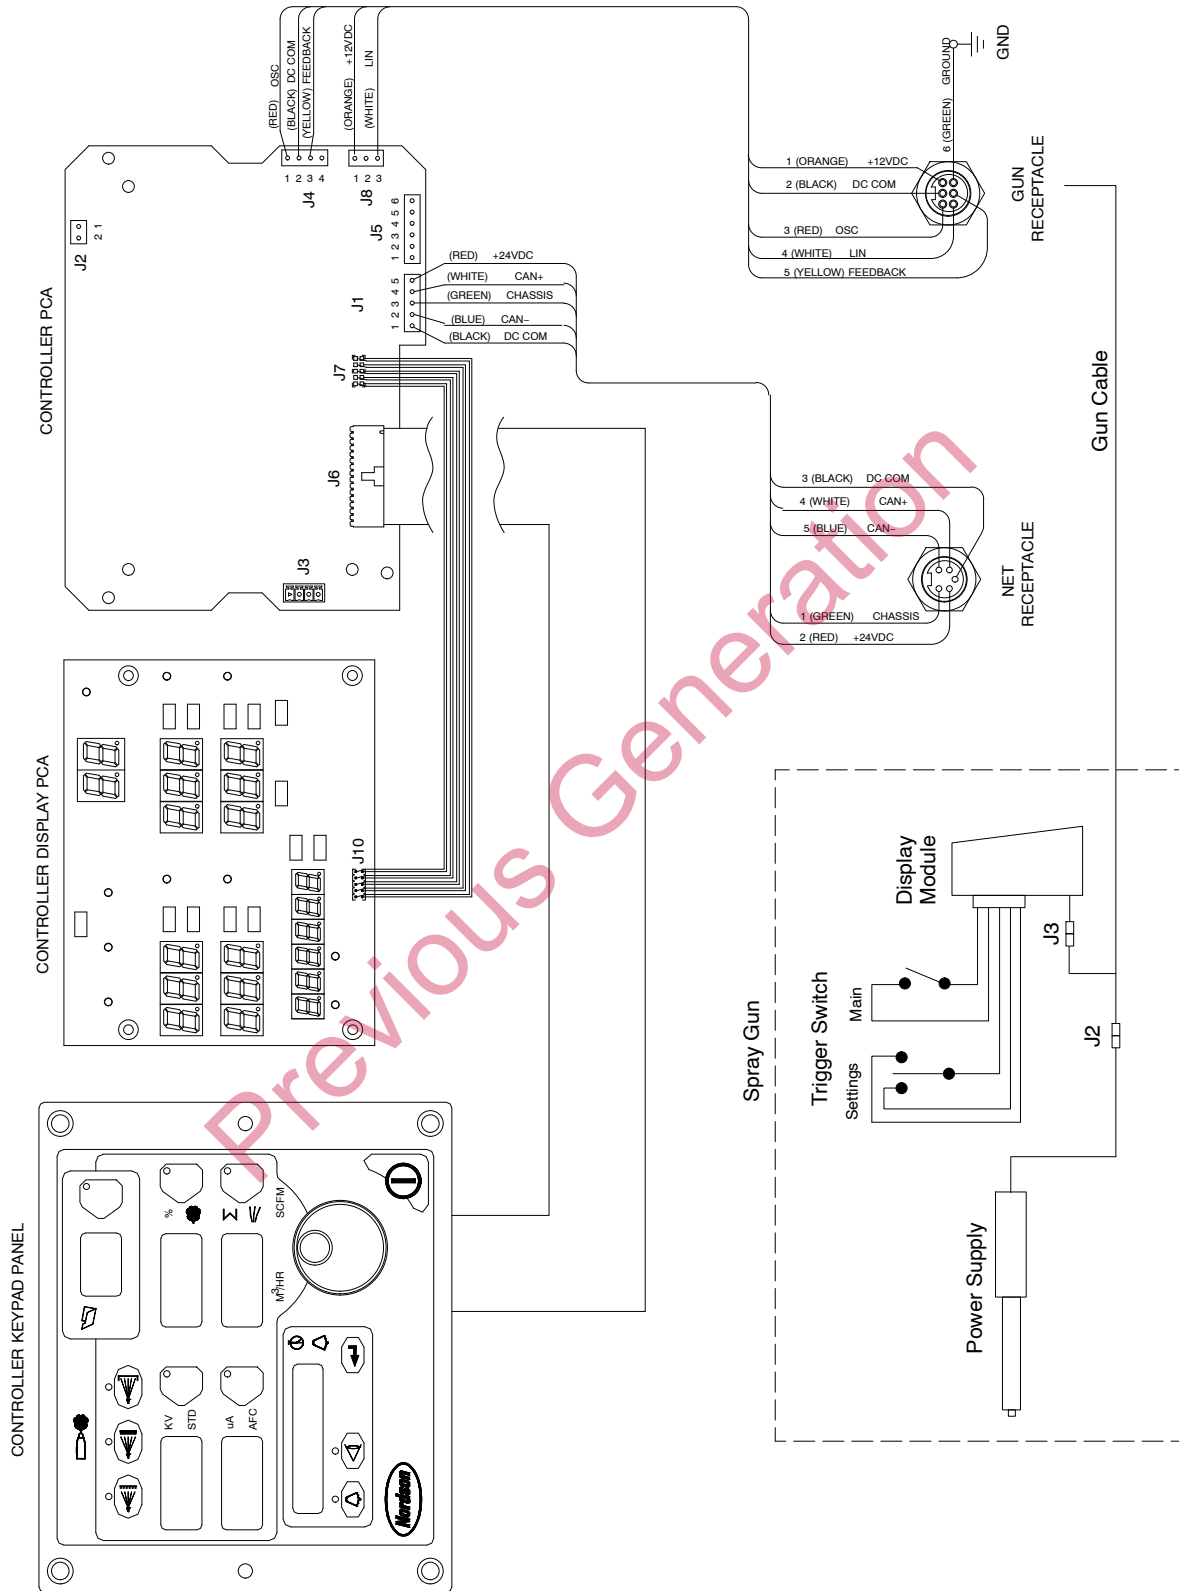 CONTROLLER PCA
J2
2 1
(RED) OSC
(BLACK) DC COM
(YELLOW) FEEDBACK
(ORANGE) +12VDC
(WHITE) LIN
1 2 3 4
J4
1 2 3
J8
J5
1 2 3 4 5 6
J1
1 2 3 4 5
(RED) +24VDC
(WHITE) CAN+
(GREEN) CHASSIS
(BLUE) CAN–
(BLACK) DC COM
J7
J6
J3
1 (ORANGE) +12VDC
2 (BLACK) DC COM
3 (RED) OSC
4 (WHITE) LIN
5 (YELLOW) FEEDBACK
6 (GREEN) GROUND
GND
GUN
RECEPTACLE
3 (BLACK) DC COM
4 (WHITE) CAN+
5 (BLUE) CAN–
1 (GREEN) CHASSIS
2 (RED) +24VDC
NET
RECEPTACLE
Gun Cable
CONTROLLER DISPLAY PCA
J10
CONTROLLER KEYPAD PANEL
%
KV
STD
uA
AFC
M³/HR
SCFM
Nordson
Spray Gun
Trigger Switch
Main
Settings
Display
Module
J3
J2
Power Supply
Previous Generation